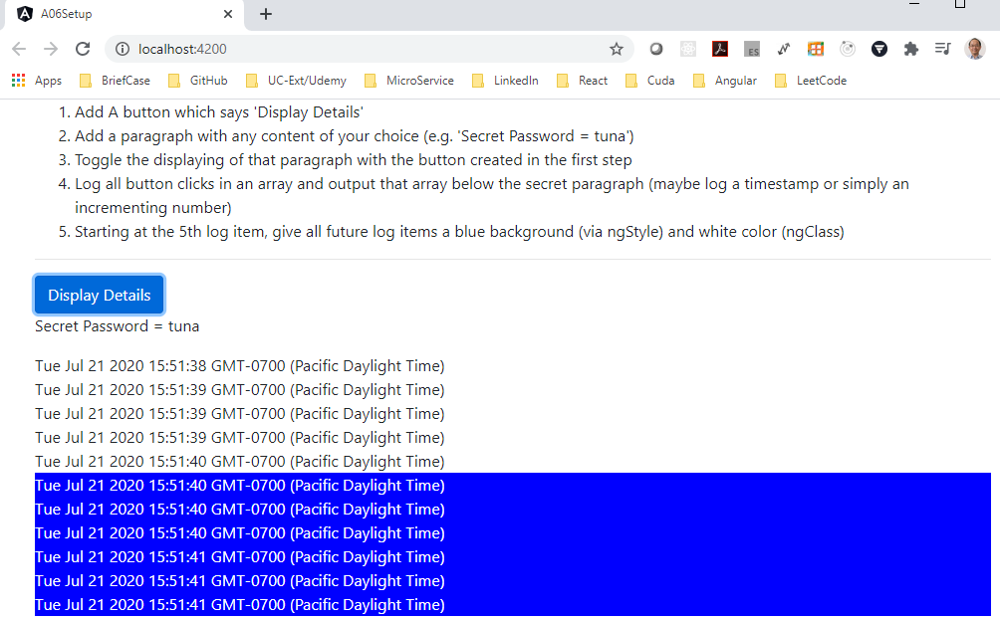 A06Setup
localhost:4200
ES
Apps BriefCase GitHub UC-Ext/Udemy MicroService LinkedIn React Cuda Angular LeetCode
1. Add A button which says 'Display Details'
2. Add a paragraph with any content of your choice (e.g. 'Secret Password = tuna')
3. Toggle the displaying of that paragraph with the button created in the first step
4. Log all button clicks in an array and output that array below the secret paragraph (maybe log a timestamp or simply an
incrementing number)
5. Starting at the 5th log item, give all future log items a blue background (via ngStyle) and white color (ngClass)
Display Details
Secret Password = tuna
Tue Jul 21 2020 15:51:38 GMT-0700 (Pacific Daylight Time)
Tue Jul 21 2020 15:51:39 GMT-0700 (Pacific Daylight Time)
Tue Jul 21 2020 15:51:39 GMT-0700 (Pacific Daylight Time)
Tue Jul 21 2020 15:51:39 GMT-0700 (Pacific Daylight Time)
Tue Jul 21 2020 15:51:40 GMT-0700 (Pacific Daylight Time)
Tue Jul 21 2020 15:51:40 GMT-0700 (Pacific Daylight Time)
Tue Jul 21 2020 15:51:40 GMT-0700 (Pacific Daylight Time)
Tue Jul 21 2020 15:51:40 GMT-0700 (Pacific Daylight Time)
Tue Jul 21 2020 15:51:41 GMT-0700 (Pacific Daylight Time)
Tue Jul 21 2020 15:51:41 GMT-0700 (Pacific Daylight Time)
Tue Jul 21 2020 15:51:41 GMT-0700 (Pacific Daylight Time)